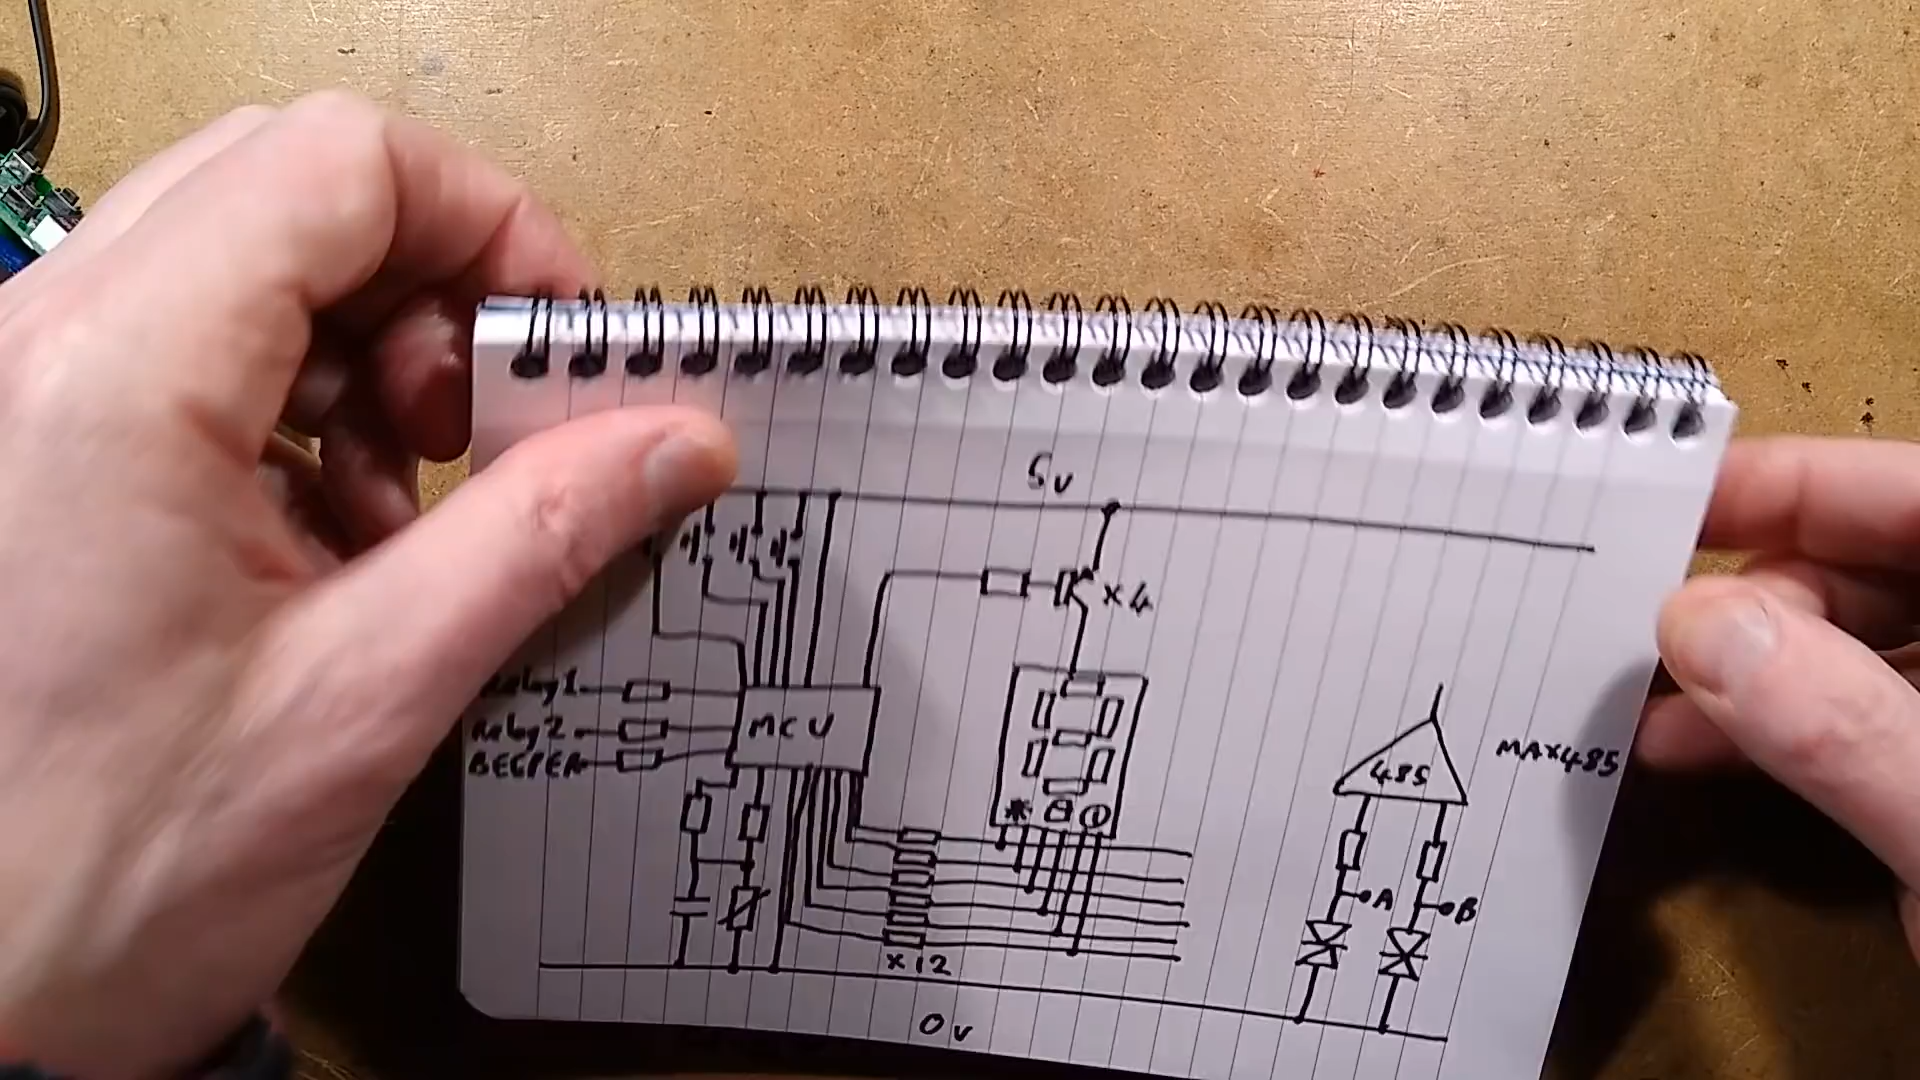 5v
x4
Relay1
Relay2
BEEPER
MCU
485
MAX485
A
B
x12
0v